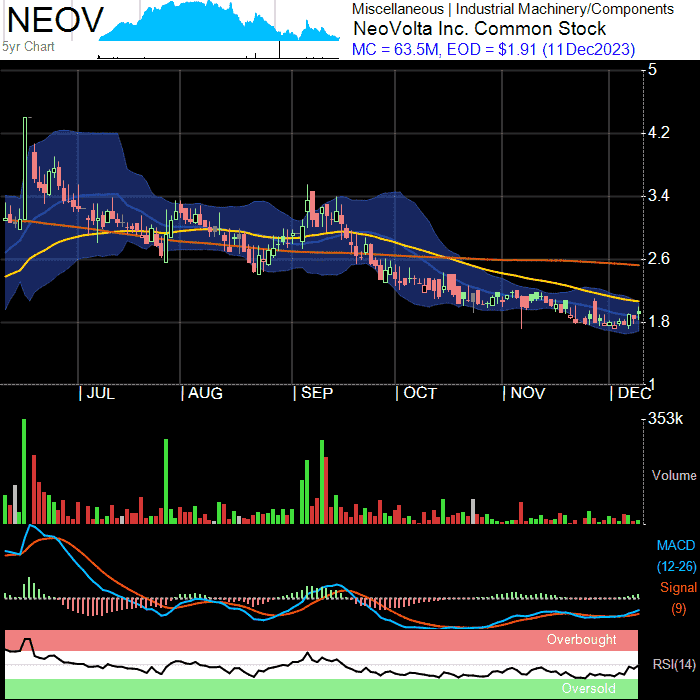 NEOV
5yr Chart
Miscellaneous | Industrial Machinery/Components
NeoVolta Inc. Common Stock
MC = 63.5M, EOD = $1.91 (11Dec2023)
5
4.2
3.4
2.6
1.8
1
| JUL | AUG | SEP | OCT | NOV | DEC
353k
Volume
MACD
(12-26)
Signal
(9)
Overbought
RSI(14)
Oversold